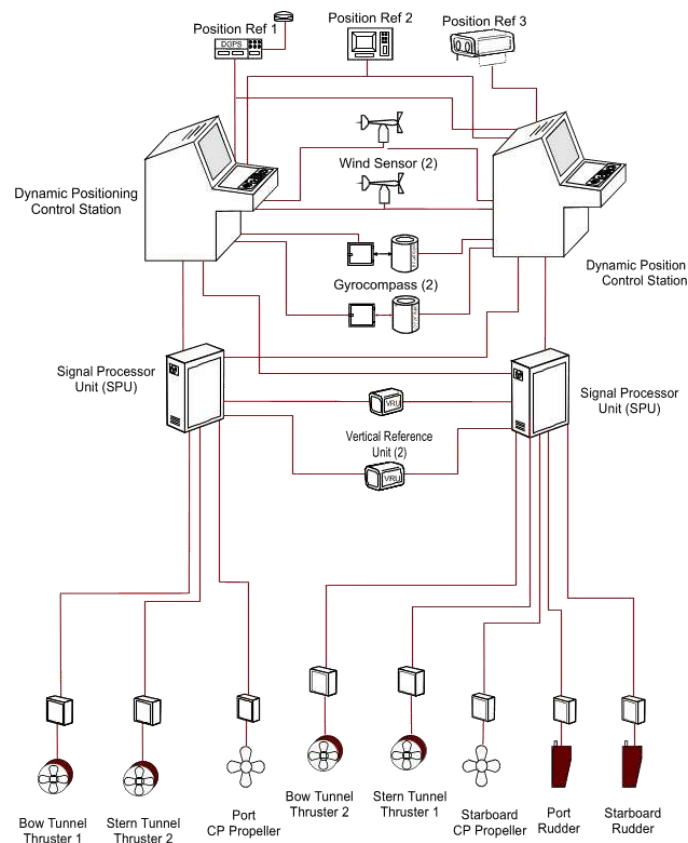 Position Ref 1
Position Ref 2
Position Ref 3
DGPS
Wind Sensor (2)
Dynamic Positioning
Control Station
Dynamic Position
Control Station
Gyrocompass (2)
Signal Processor
Unit (SPU)
Signal Processor
Unit (SPU)
VRU
Vertical Reference
Unit (2)
VRU
Bow Tunnel
Thruster 1
Stern Tunnel
Thruster 2
Port
CP Propeller
Bow Tunnel
Thruster 2
Stern Tunnel
Thruster 1
Starboard
CP Propeller
Port
Rudder
Starboard
Rudder